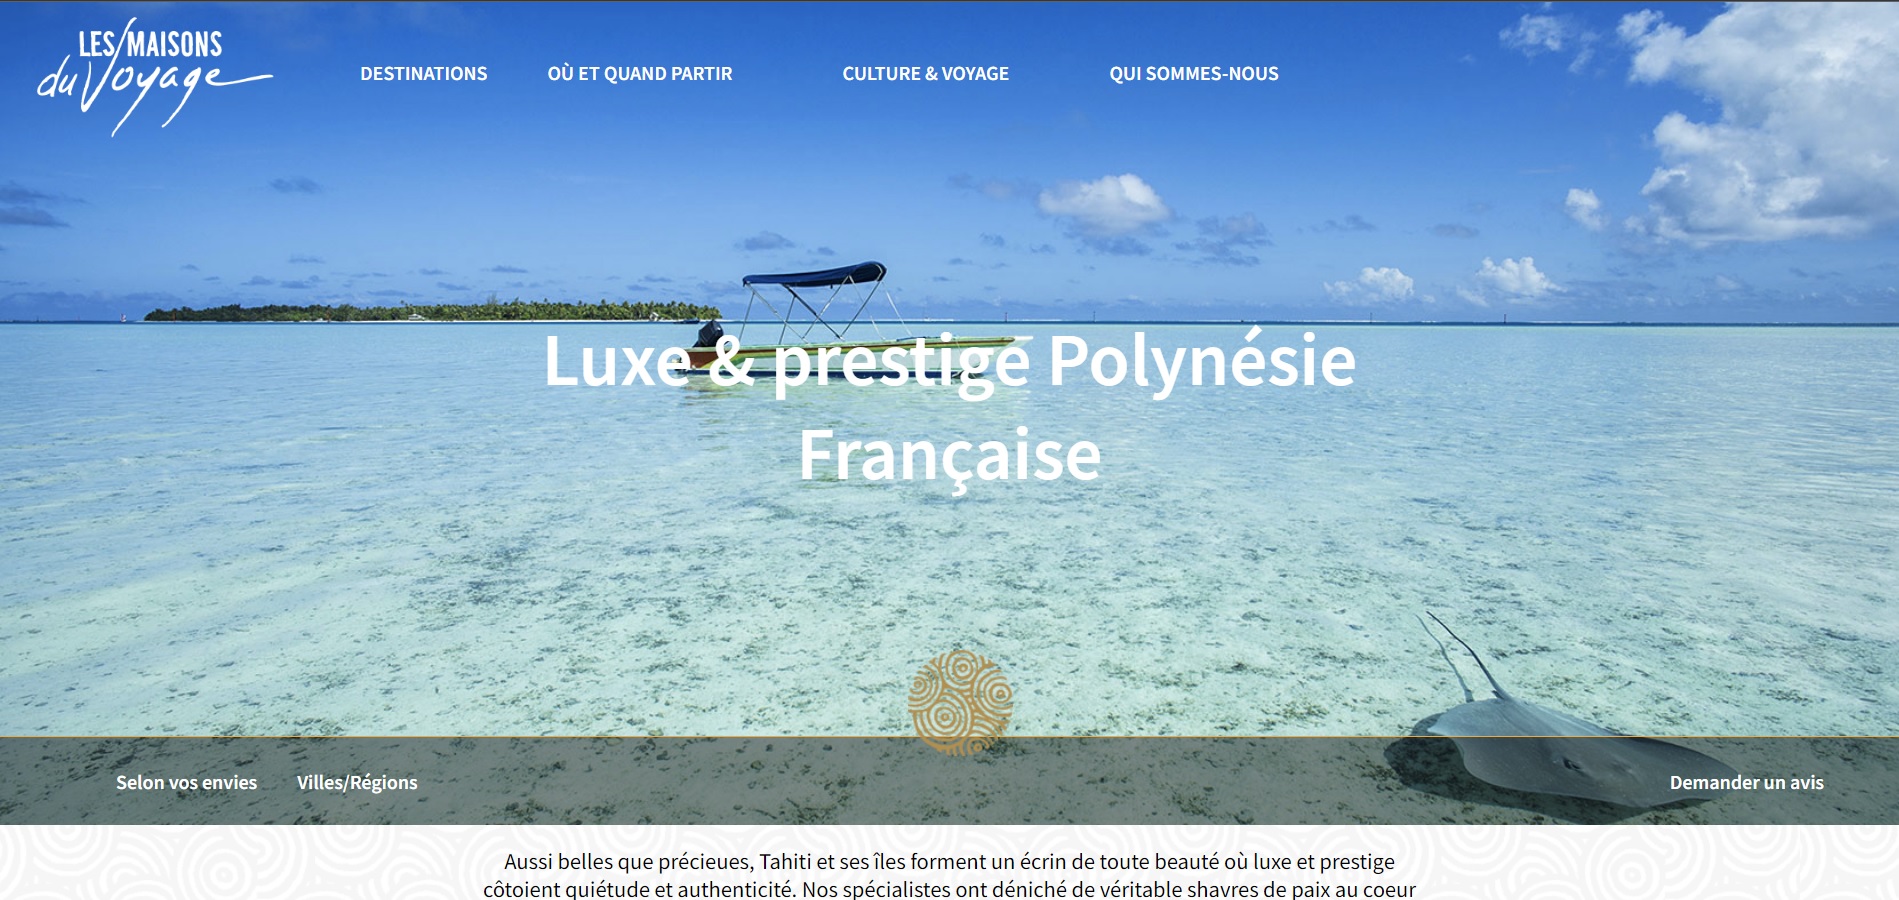 LES MAISONS
du Voyage
DESTINATIONS
OÙ ET QUAND PARTIR
CULTURE & VOYAGE
QUI SOMMES-NOUS
Luxe & prestige Polynésie
Française
Selon vos envies
Villes/Régions
Demander un avis
Aussi belles que précieues, Tahiti et ses îles forment un écrin de toute beauté où luxe et prestige
côtoient quiétude et authenticité. Nos spécialistes ont déniché de véritable shavres de paix au coeur